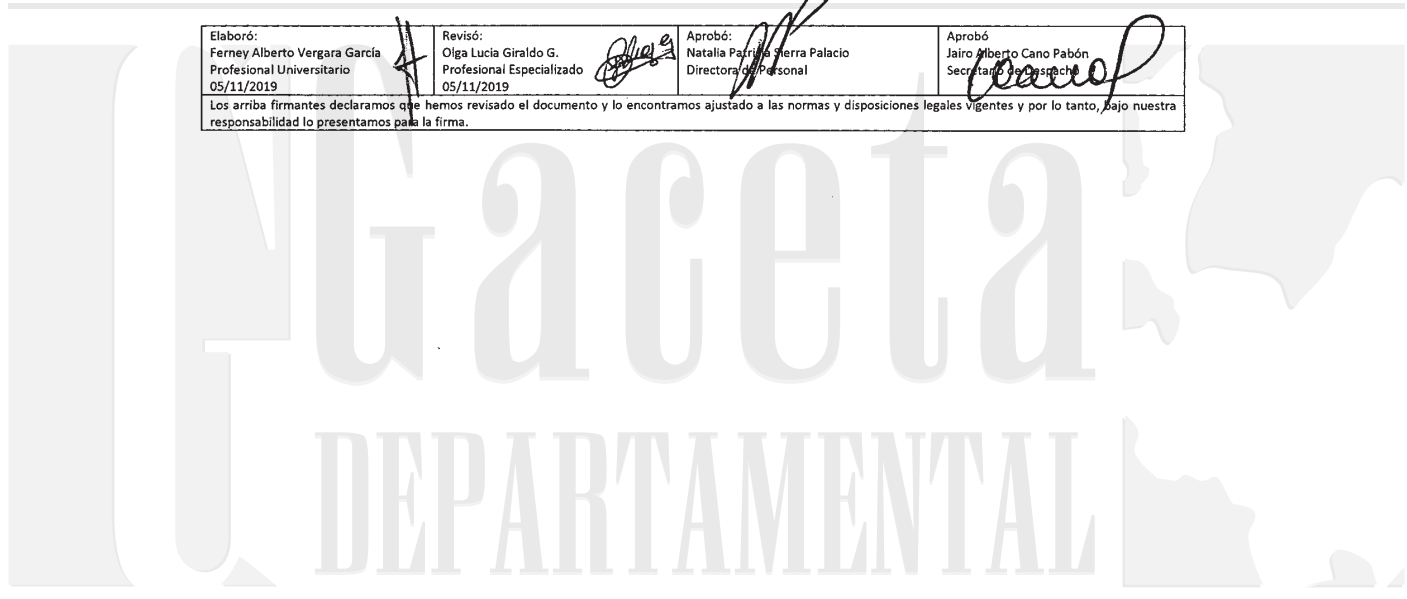 Elaboró:
Ferney Alberto Vergara García
Profesional Universitario
05/11/2019
Revisó:
Olga Lucia Giraldo G.
Profesional Especializado
05/11/2019
Aprobó:
Natalia Patricia Sierra Palacio
Directora de Personal
Aprobó
Jairo Alberto Cano Pabón
Secretario de Despacho
Los arriba firmantes declaramos que hemos revisado el documento y lo encontramos ajustado a las normas y disposiciones legales vigentes y por lo tanto, bajo nuestra
responsabilidad lo presentamos para la firma.
Gaceta
DEPARTAMENTAL